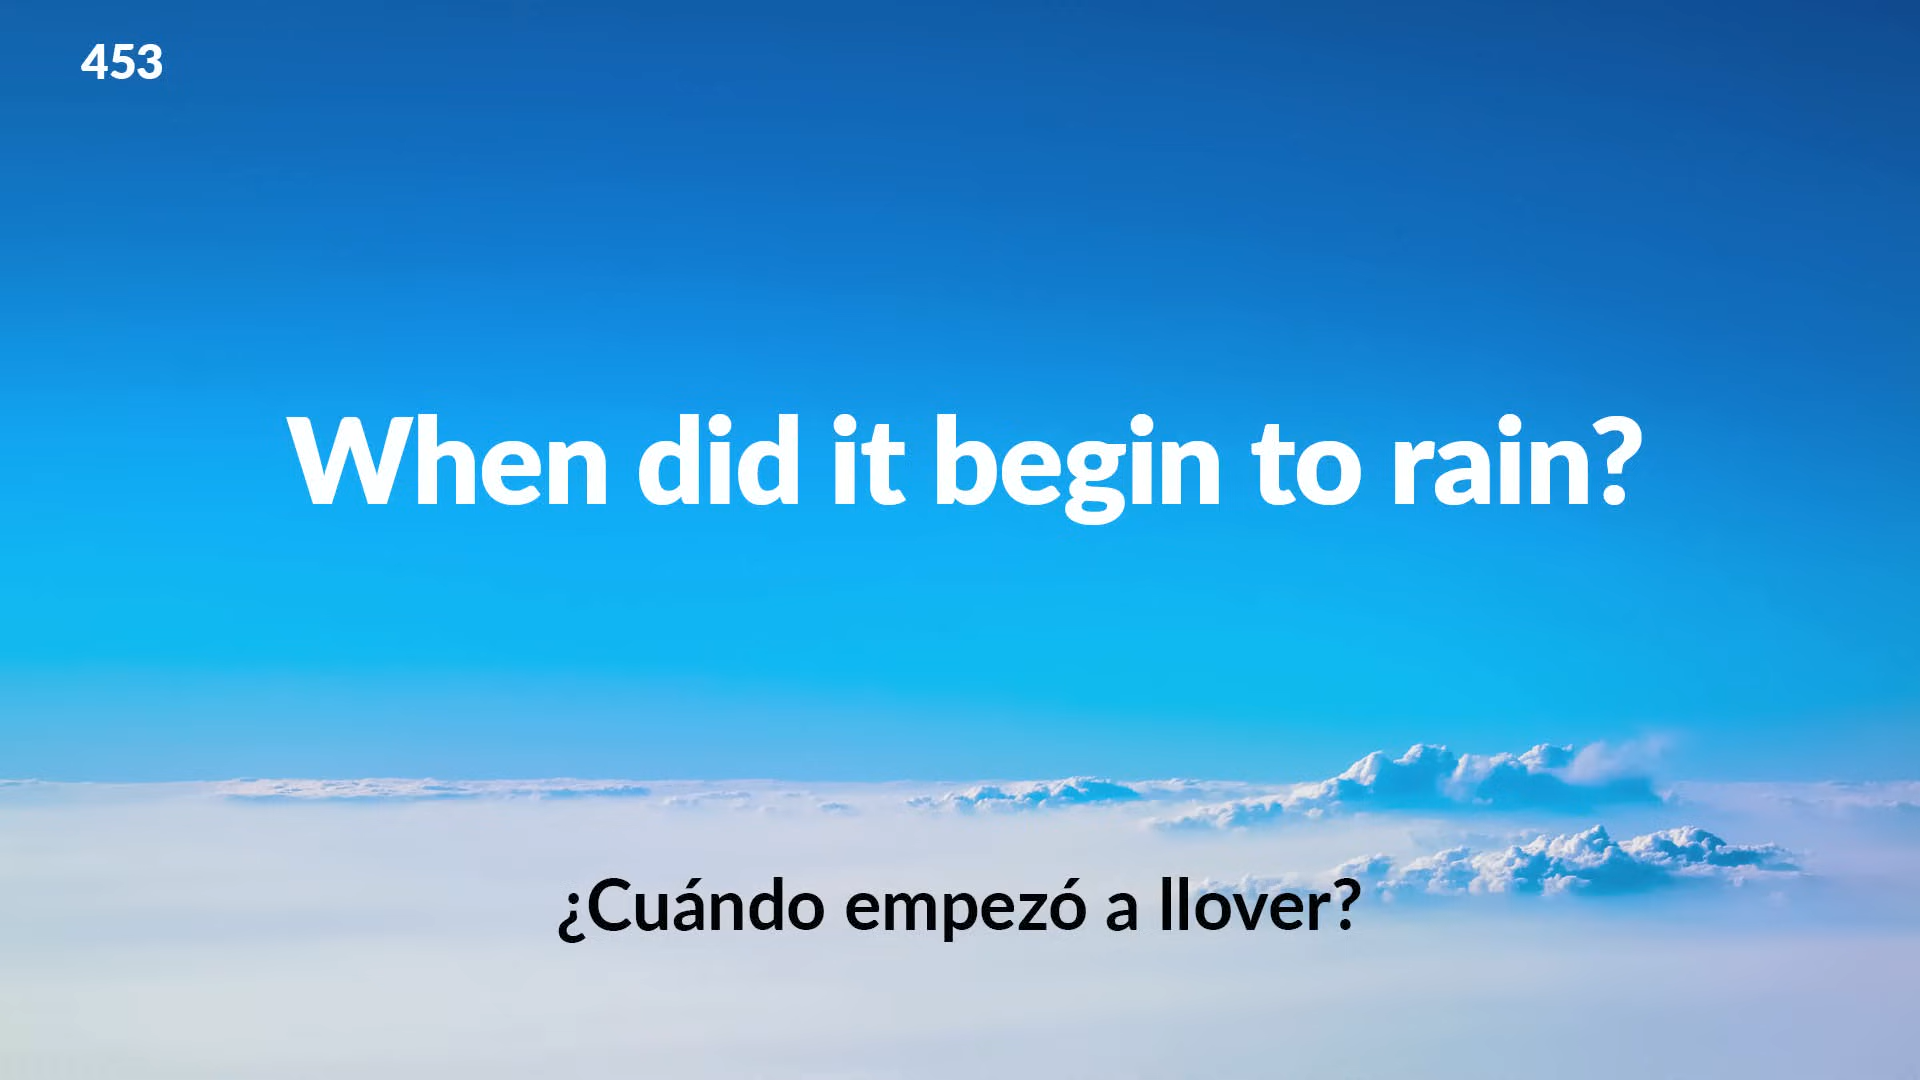 453
When did it begin to rain?
¿Cuándo empezó a llover?